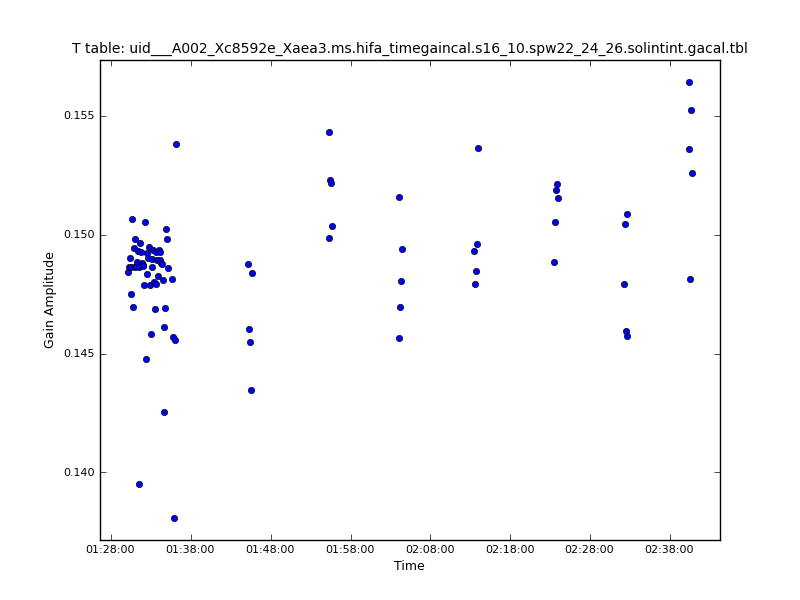 T table: uid___A002_Xc8592e_Xaea3.ms.hifa_timegaincal.s16_10.spw22_24_26.solintint.gacal.tbl
0.155
0.150
0.145
0.140
Gain Amplitude
01:28:00 01:38:00 01:48:00 01:58:00 02:08:00 02:18:00 02:28:00 02:38:00
Time